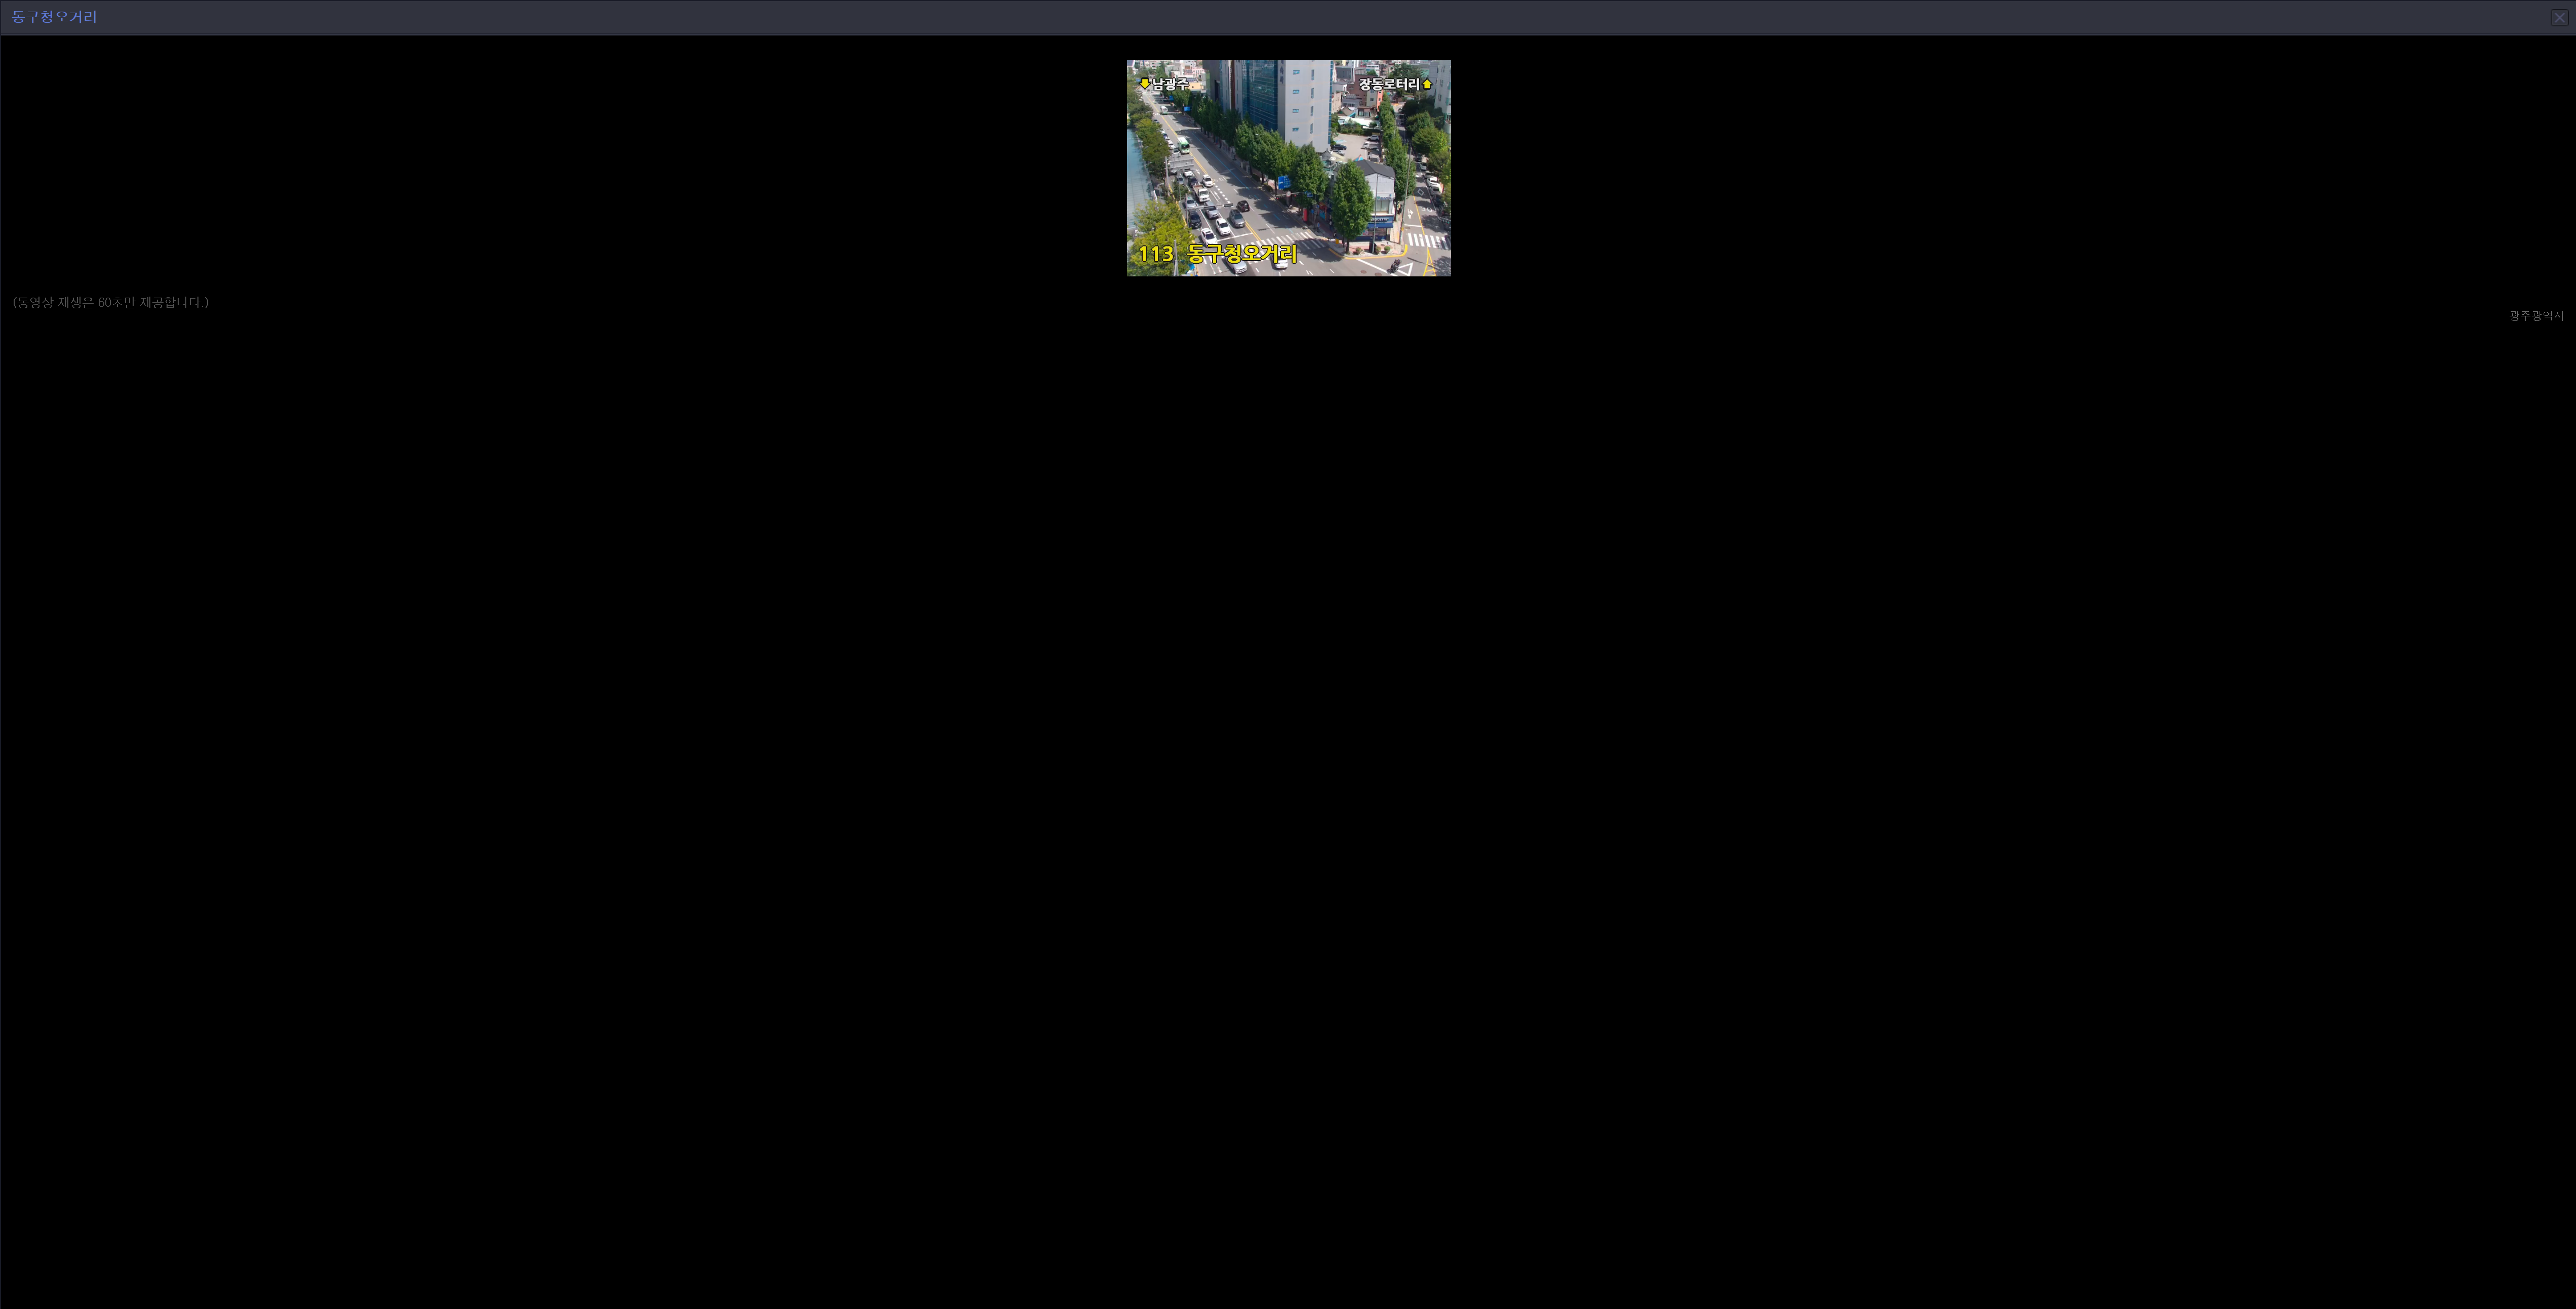 동구청오거리
남광주
장동로터리
113 동구청오거리
(동영상 재생은 60초만 제공합니다.)
광주광역시